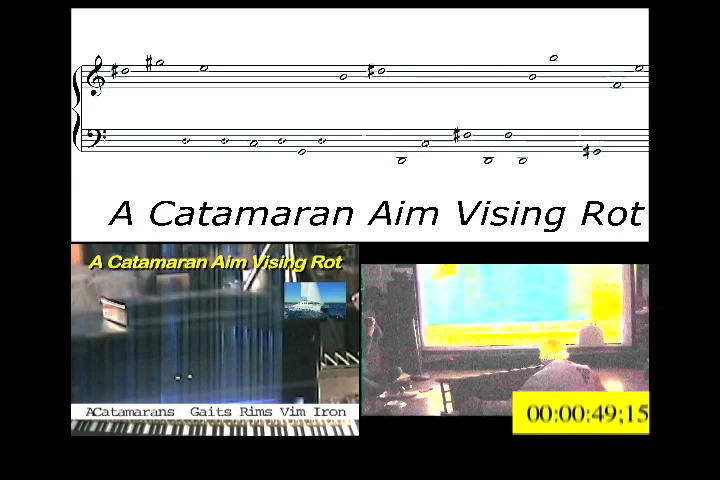 A Catamaran Aim Vising Rot
A Catamaran Aim Vising Rot
ACatamarans Gaits Rims Vim Iron
00:00:49;15